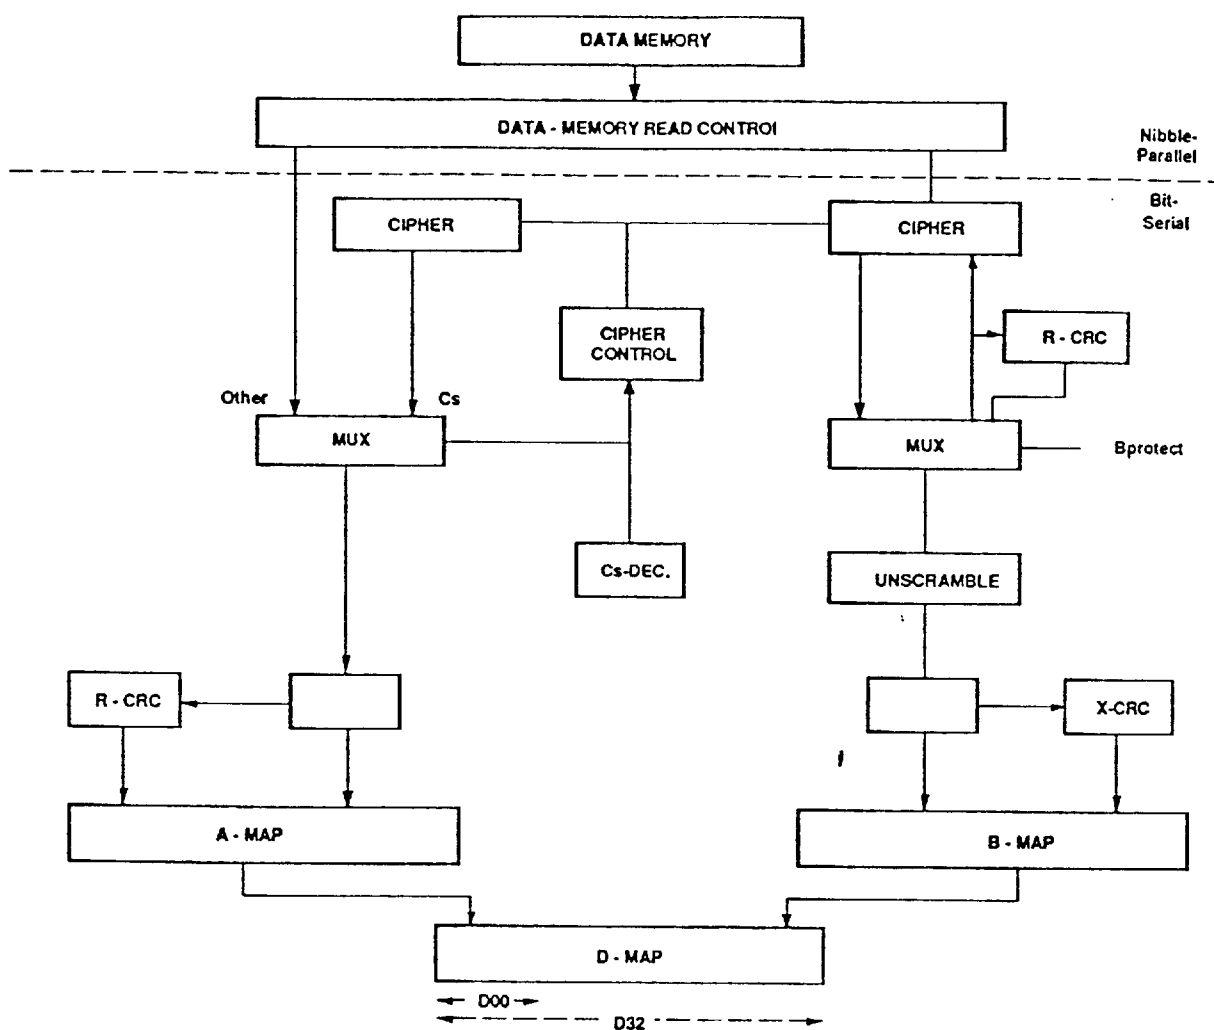 DATA MEMORY
DATA - MEMORY READ CONTROL
Nibble-
Parallel
Bit-
Serial
CIPHER
CIPHER
CIPHER
CONTROL
R - CRC
Other
Cs
MUX
MUX
Bprotect
Cs-DEC.
UNSCRAMBLE
R - CRC
X-CRC
A - MAP
B - MAP
D - MAP
D00
D32